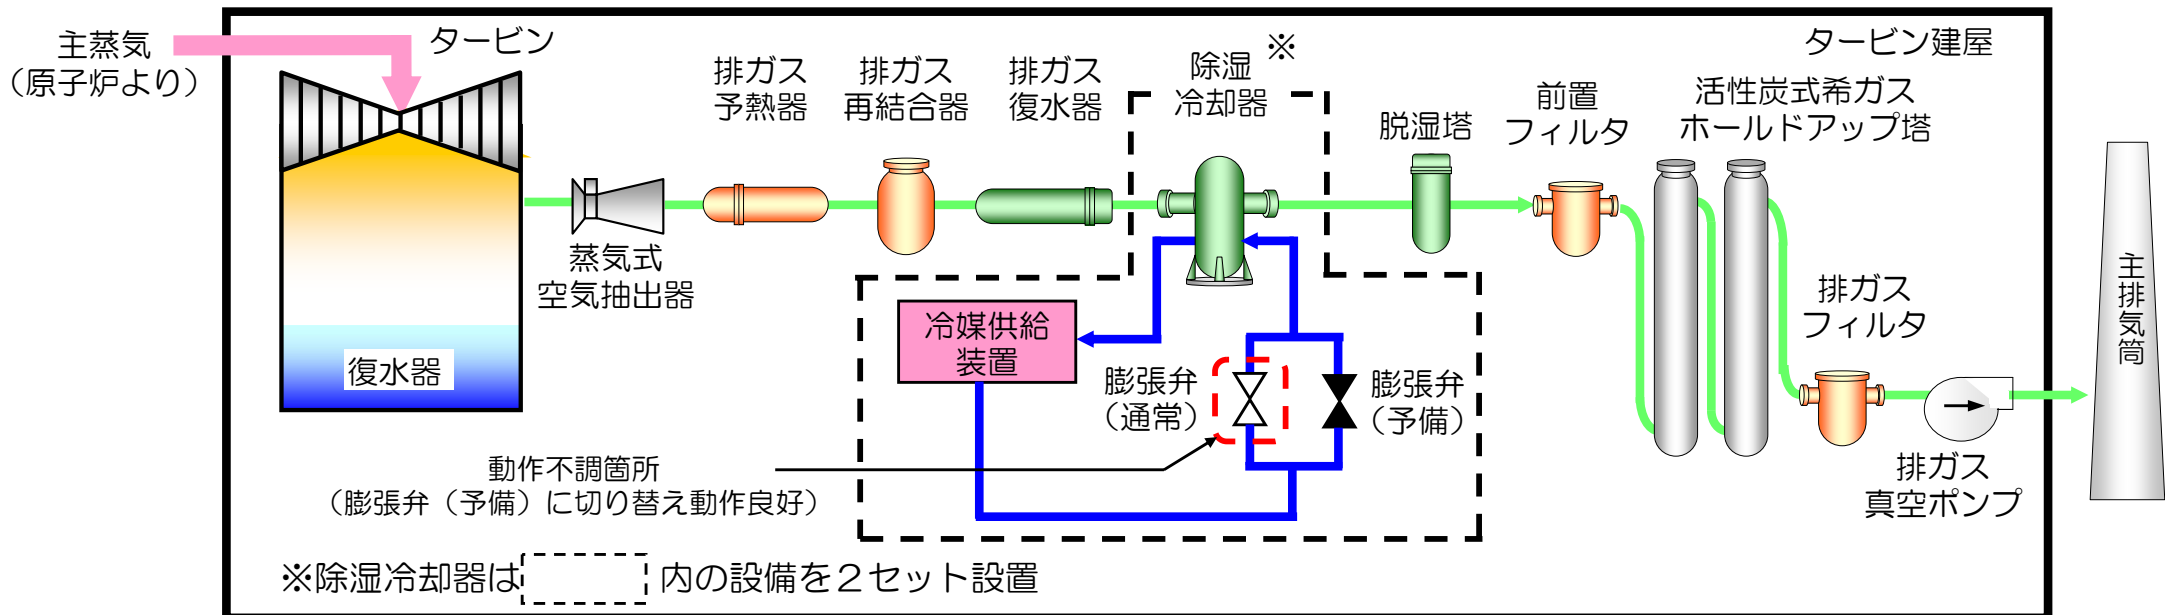 主蒸気
（原子炉より）
タービン
排ガス
予熱器
排ガス
再結合器
排ガス
復水器
除湿
冷却器
※
脱湿塔
前置
フィルタ
タービン建屋
活性炭式希ガス
ホールドアップ塔
蒸気式
空気抽出器
復水器
冷媒供給
装置
膨張弁
（通常）
膨張弁
（予備）
排ガス
フィルタ
排ガス
真空ポンプ
主排気筒
動作不調箇所
（膨張弁（予備）に切り替え動作良好）
※除湿冷却器は 内の設備を２セット設置